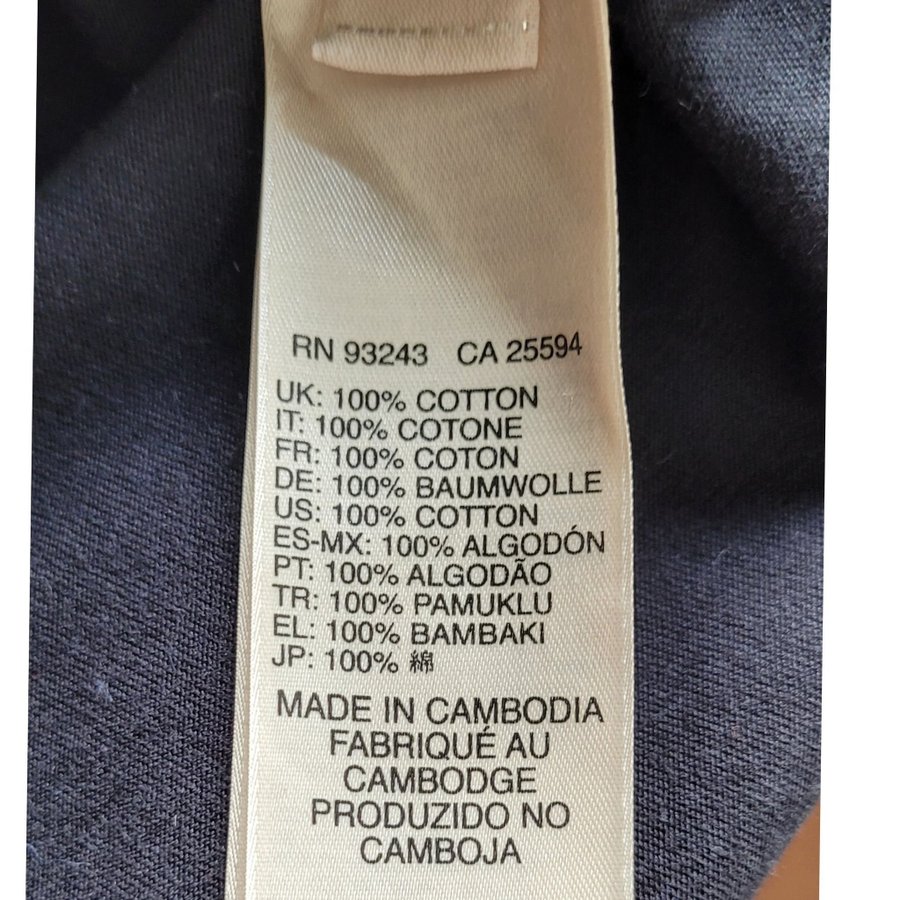 RN 93243 CA 25594
UK: 100% COTTON
IT: 100% COTONE
FR: 100% COTON
DE: 100% BAUMWOLLE
US: 100% COTTON
ES-MX: 100% ALGODÓN
PT: 100% ALGODÃO
TR: 100% PAMUKLU
EL: 100% BAMBAKI
JP: 100% 綿
MADE IN CAMBODIA
FABRIQUÉ AU
CAMBODGE
PRODUZIDO NO
CAMBOJA